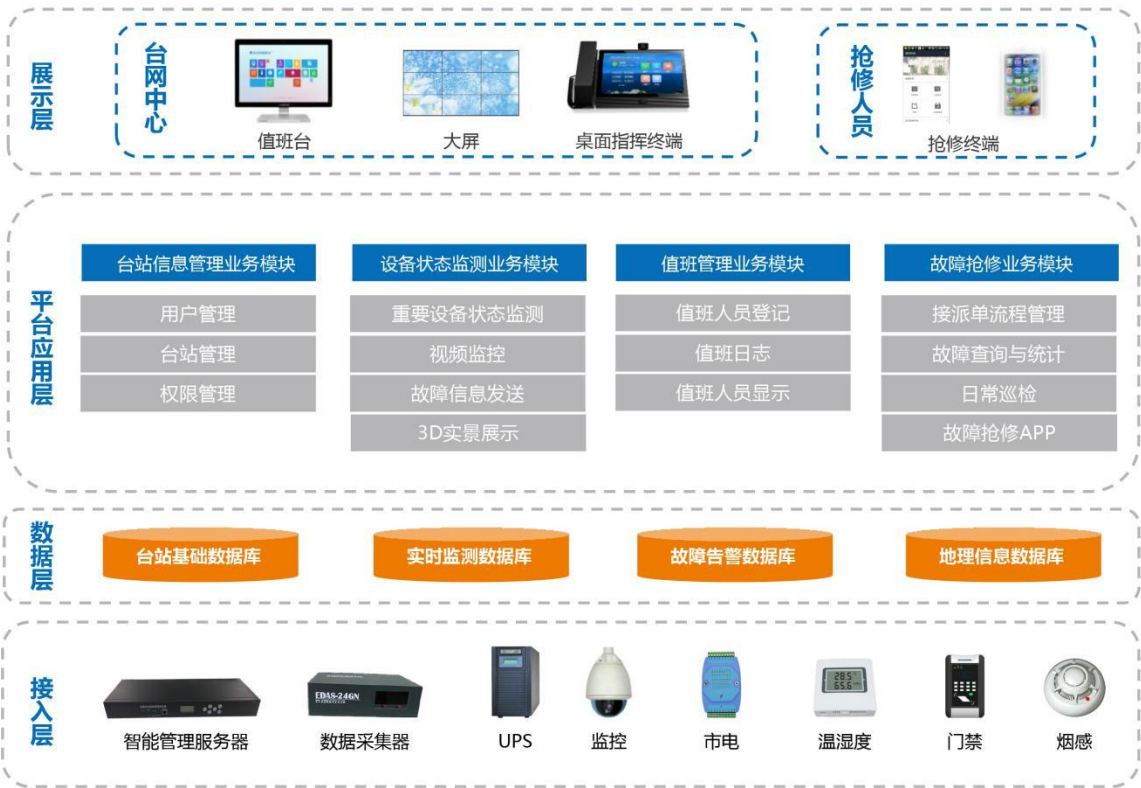 展示层
台网中心
值班台
大屏
桌面指挥终端
抢修人员
抢修终端
平台应用层
台站信息管理业务模块
用户管理
台站管理
权限管理
设备状态监测业务模块
重要设备状态监测
视频监控
故障信息发送
3D实景展示
值班管理业务模块
值班人员登记
值班日志
值班人员显示
故障抢修业务模块
接派单流程管理
故障查询与统计
日常巡检
故障抢修APP
数据层
台站基础数据库
实时监测数据库
故障告警数据库
地理信息数据库
接入层
智能管理服务器
EDAS-24GN
数据采集器
UPS
监控
市电
28.5
65.6
温湿度
门禁
烟感